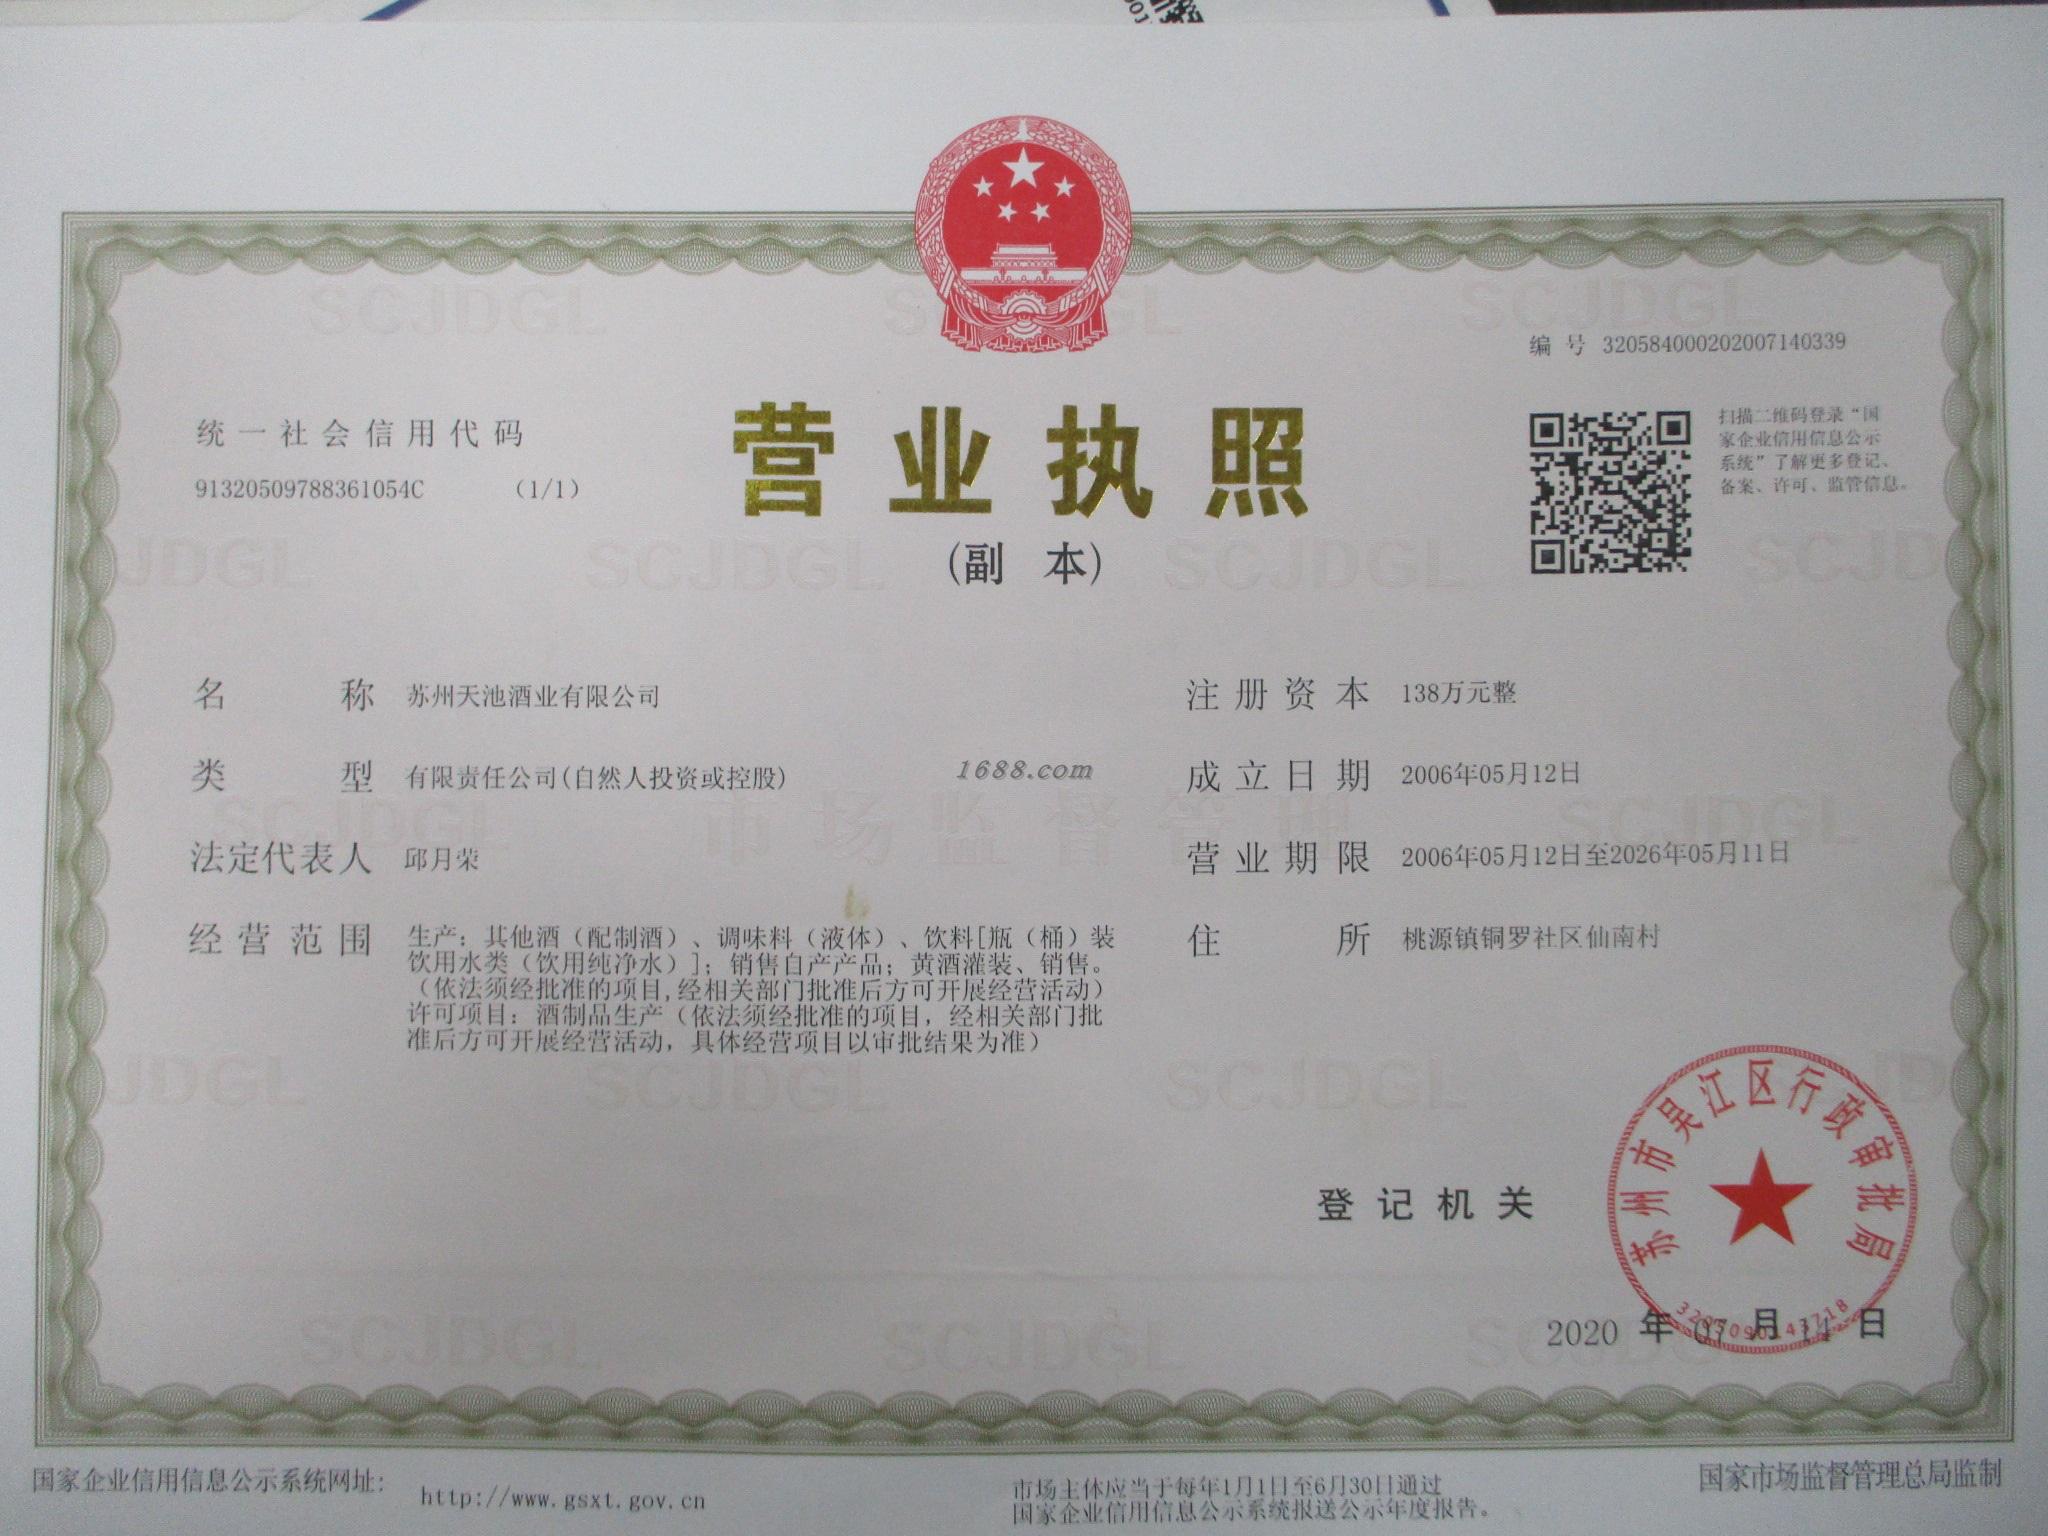 编 号 320584000202007140339
统一社会信用代码
91320509788361054C （1/1）
营业执照
(副 本)
扫描二维码登录“国
家企业信用信息公示
系统”了解更多登记、
备案、许可、监管信息。
名 称 苏州天池酒业有限公司
类 型 有限责任公司(自然人投资或控股)
法定代表人 邱月荣
经营范围 生产：其他酒（配制酒）、调味料（液体）、饮料[瓶（桶）装
饮用水类（饮用纯净水）]；销售自产产品；黄酒灌装、销售。
（依法须经批准的项目,经相关部门批准后方可开展经营活动）
许可项目：酒制品生产（依法须经批准的项目，经相关部门批
准后方可开展经营活动，具体经营项目以审批结果为准）
注册资本 138万元整
成立日期 2006年05月12日
营业期限 2006年05月12日至2026年05月11日
住 所 桃源镇铜罗社区仙南村
1688.com
SCJDGL
市场监督管理
登记机关
苏州市吴江区行政审批局
2020 年 07 月 14 日
国家企业信用信息公示系统网址：
http://www.gsxt.gov.cn
市场主体应当于每年1月1日至6月30日通过
国家企业信用信息公示系统报送公示年度报告。
国家市场监督管理总局监制